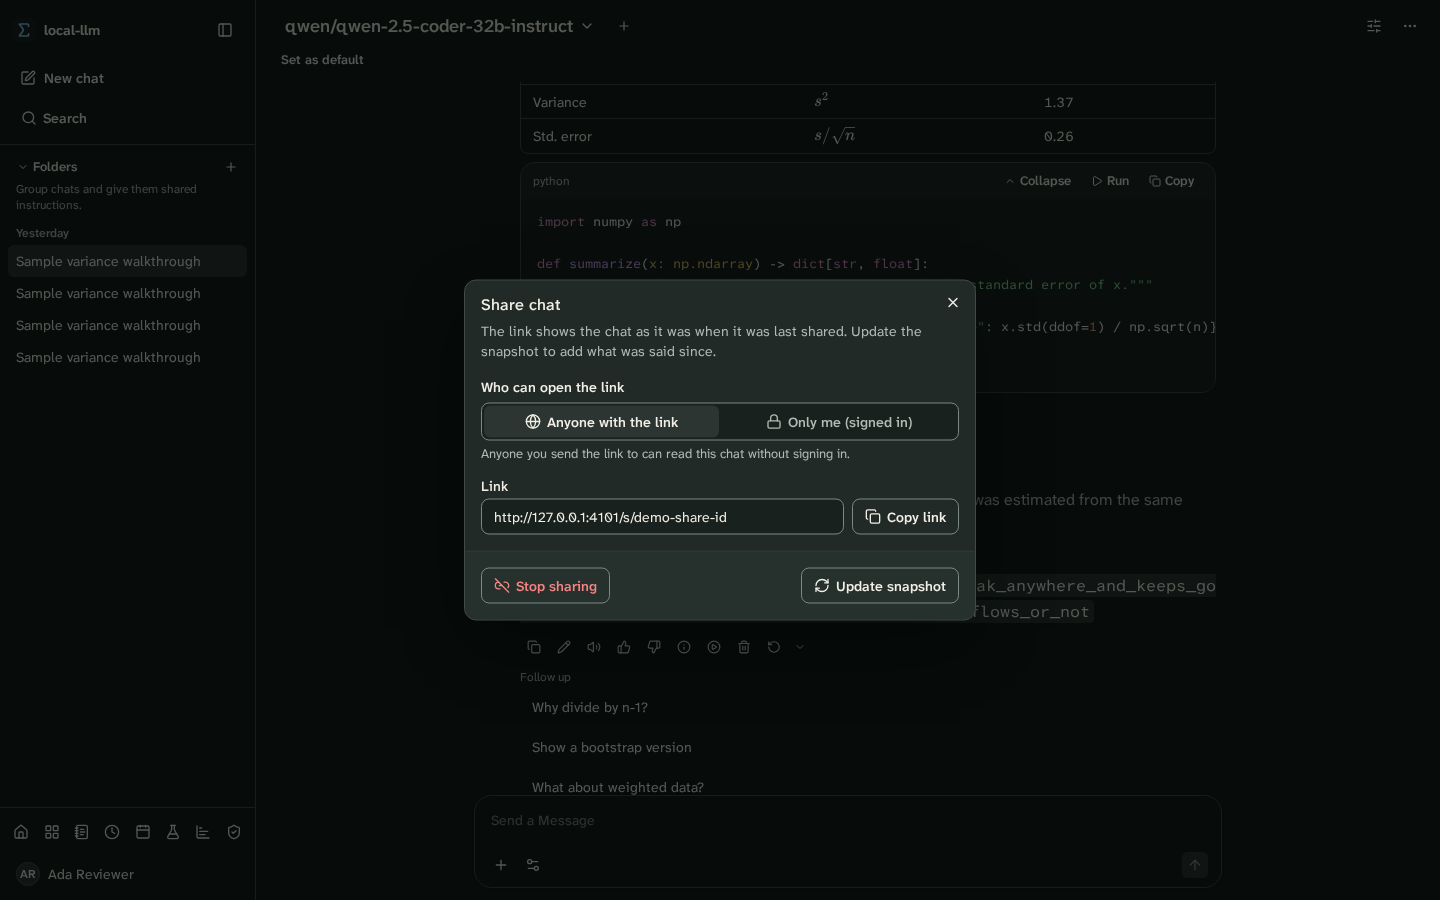 local-llm
New chat
Search
Folders
Group chats and give them shared
instructions.
Yesterday
Sample variance walkthrough
Sample variance walkthrough
Sample variance walkthrough
Sample variance walkthrough
AR Ada Reviewer
qwen/qwen-2.5-coder-32b-instruct
Set as default
Variance s² 1.37
Std. error s/√n 0.26
python Collapse Run Copy
import numpy as np
def summarize(x: np.ndarray) -> dict[str, float]:
standard error of x."""
": x.std(ddof=1) / np.sqrt(n)}
Share chat
The link shows the chat as it was when it was last shared. Update the
snapshot to add what was said since.
Who can open the link
Anyone with the link Only me (signed in)
Anyone you send the link to can read this chat without signing in.
Link
http://127.0.0.1:4101/s/demo-share-id Copy link
Stop sharing Update snapshot
was estimated from the same
ak_anywhere_and_keeps_go
flows_or_not
Follow up
Why divide by n-1?
Show a bootstrap version
What about weighted data?
Send a Message